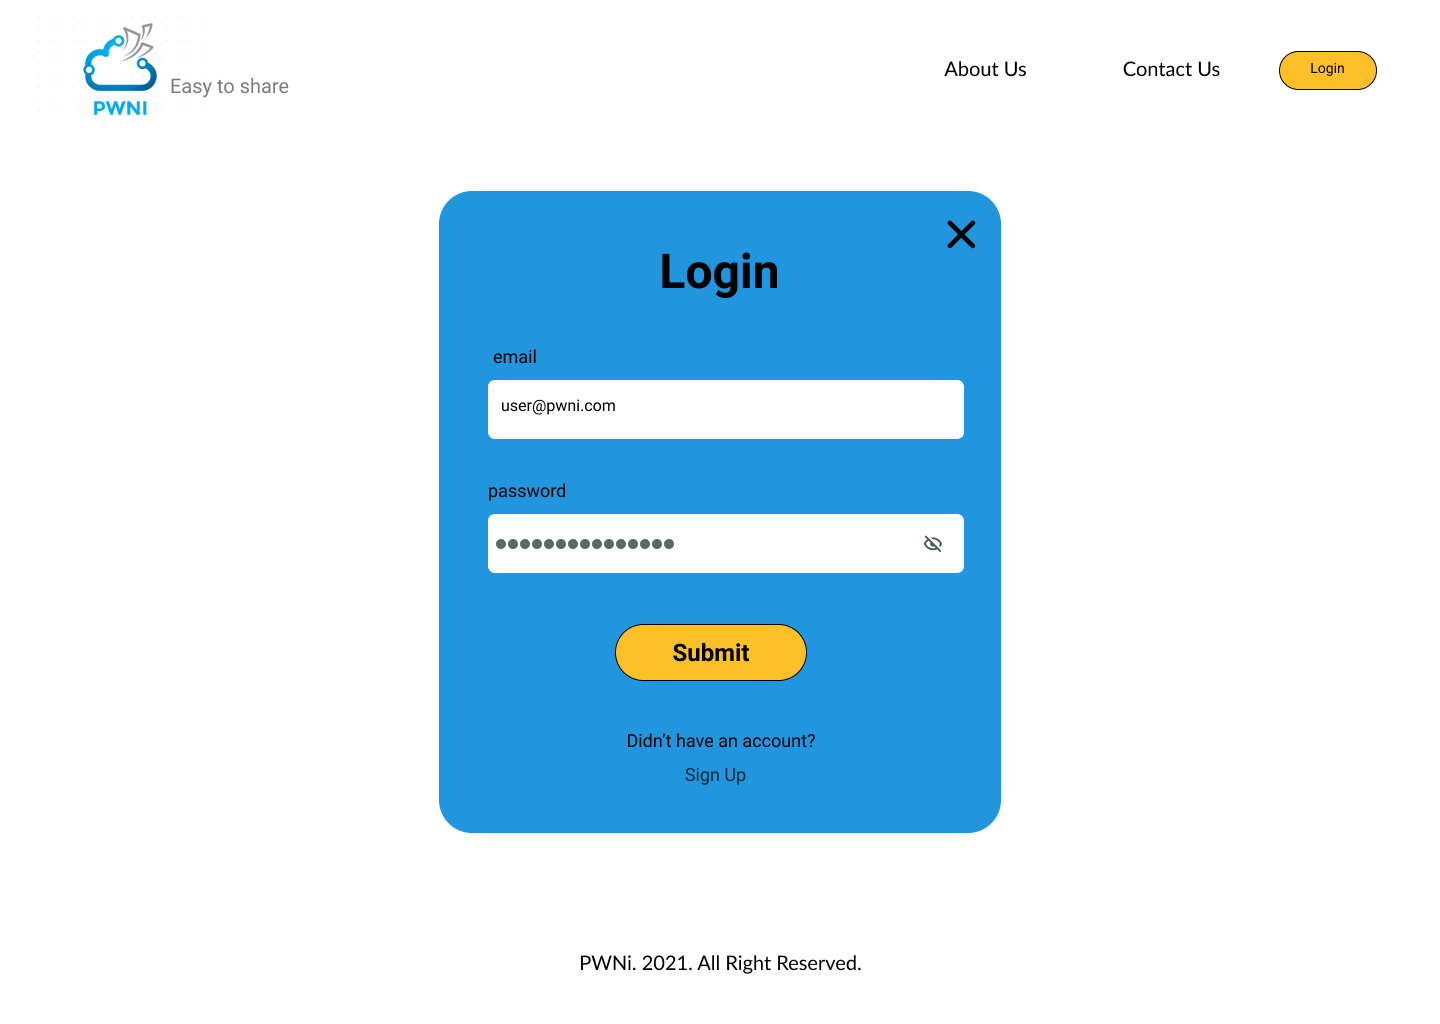 PWNI
Easy to share
About Us
Contact Us
Login
Login
email
user@pwni.com
password
Submit
Didn’t have an account?
Sign Up
PWNi. 2021. All Right Reserved.